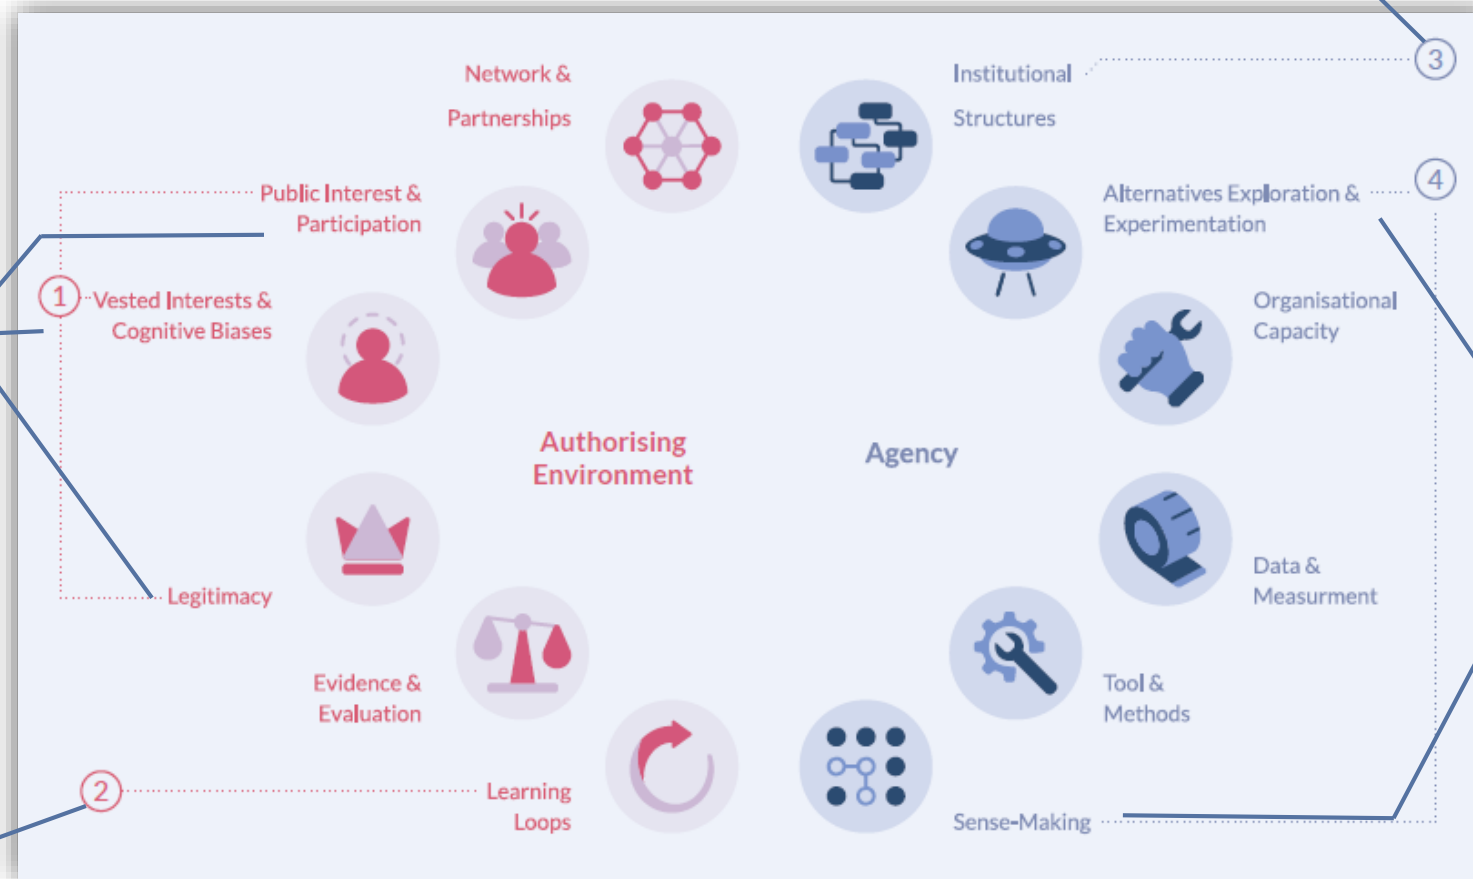 Network &
Partnerships
Public Interest &
Participation
1
Vested Interests &
Cognitive Biases
Authorising
Environment
Legitimacy
Evidence &
Evaluation
2
Learning
Loops
Institutional
Structures
3
Alternatives Exploration &
Experimentation
4
Organisational
Capacity
Agency
Data &
Measurment
Tool &
Methods
Sense-Making